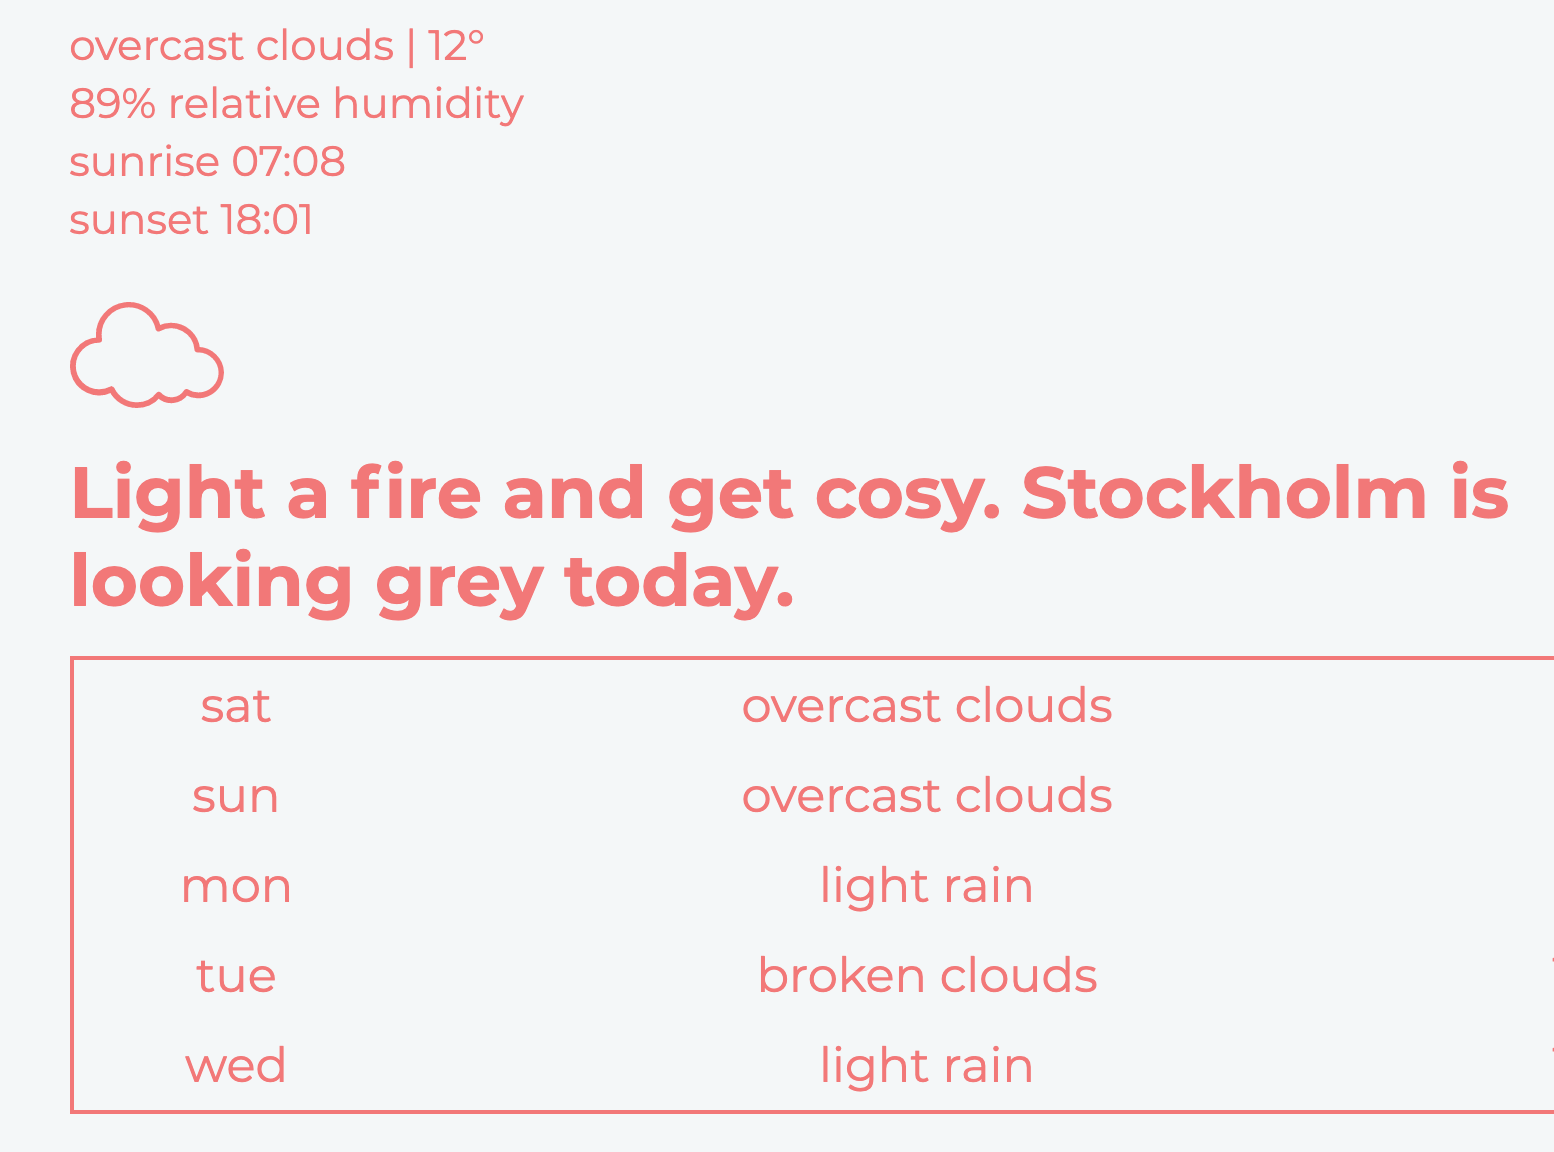 overcast clouds | 12°
89% relative humidity
sunrise 07:08
sunset 18:01
Light a fire and get cosy. Stockholm is
looking grey today.
sat overcast clouds
sun overcast clouds
mon light rain
tue broken clouds
wed light rain